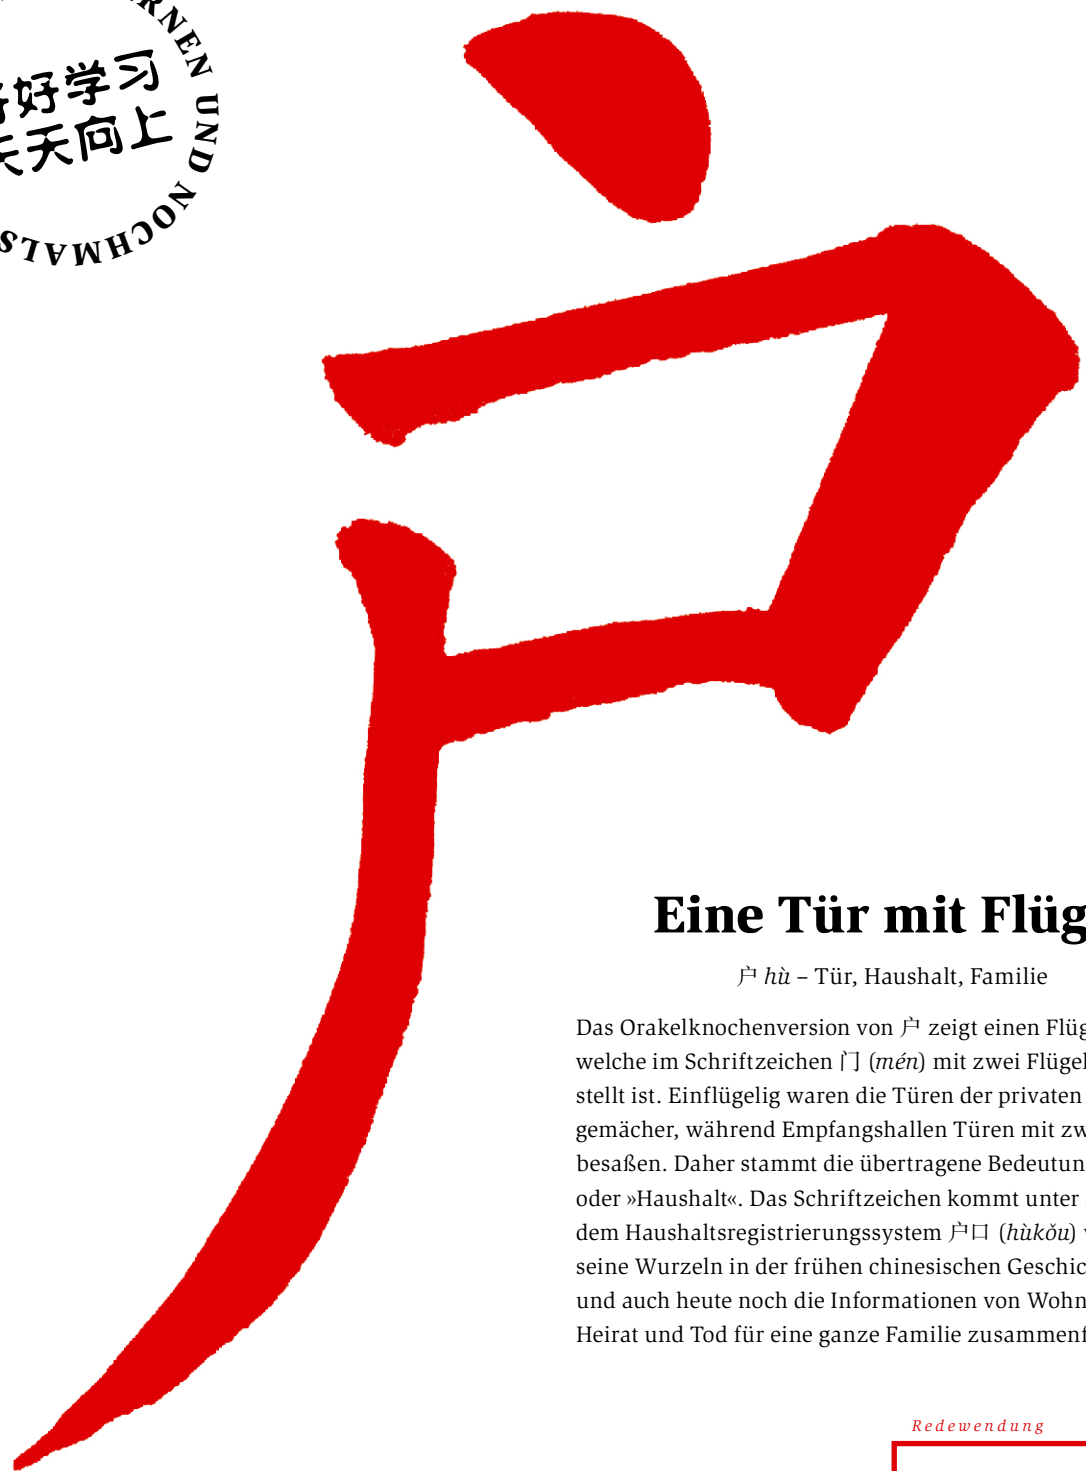 RNEN UND NOCHMALS
好好学习
天天向上
户
Eine Tür mit Flüg
户 hù – Tür, Haushalt, Familie
Das Orakelknochenversion von 户 zeigt einen Flüg
welche im Schriftzeichen 门 (mén) mit zwei Flügel
stellt ist. Einflügelig waren die Türen der privaten
gemächer, während Empfangshallen Türen mit zw
besaßen. Daher stammt die übertragene Bedeutun
oder »Haushalt«. Das Schriftzeichen kommt unter
dem Haushaltsregistrierungssystem 户口 (hùkǒu)
seine Wurzeln in der frühen chinesischen Geschic
und auch heute noch die Informationen von Wohn
Heirat und Tod für eine ganze Familie zusammenf
Redewendung